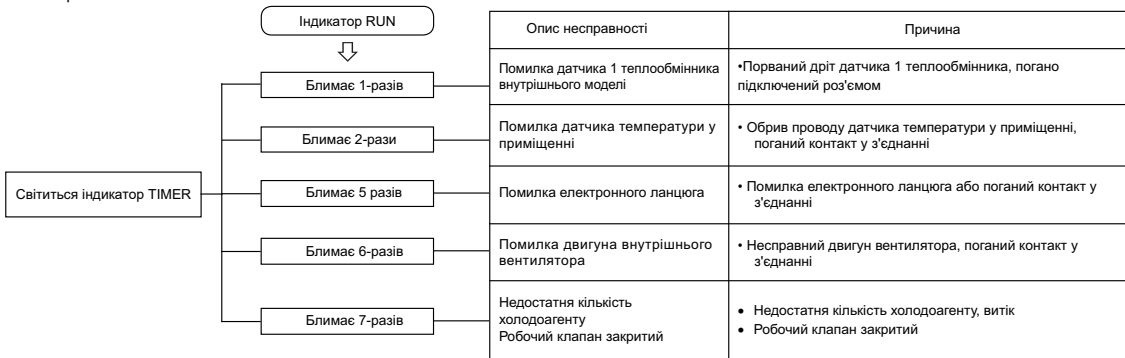 Індикатор RUN
Опис несправності
Причина
Світиться індикатор TIMER
Блимає 1-разів
Помилка датчика 1 теплообмінника
внутрішнього моделі
•Порваний дріт датчика 1 теплообмінника, погано
підключений роз'ємом
Блимає 2-рази
Помилка датчика температури у
приміщенні
• Обрив проводу датчика температури у приміщенні,
поганий контакт у з'єднанні
Блимає 5 разів
Помилка електронного ланцюга
• Помилка електронного ланцюга або поганий контакт у
з'єднанні
Блимає 6-разів
Помилка двигуна внутрішнього
вентилятора
• Несправний двигун вентилятора, поганий контакт у
з'єднанні
Блимає 7-разів
Недостатня кількість
холодоагенту
Робочий клапан закритий
• Недостатня кількість холодоагенту, витік
• Робочий клапан закритий